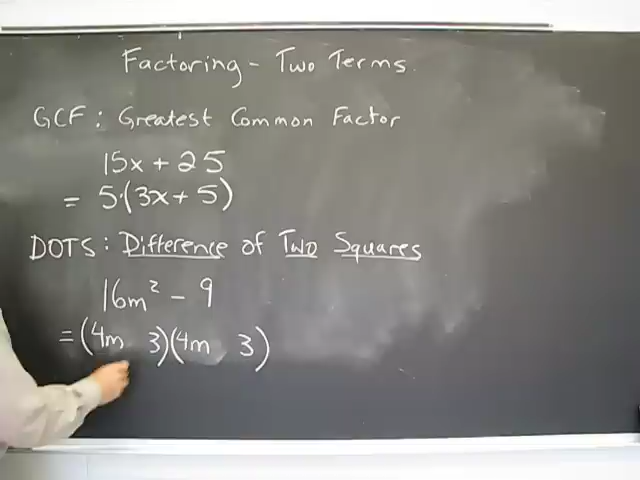 Factoring - Two Terms
GCF: Greatest Common Factor
15x + 25
= 5·(3x + 5)
DOTS: Difference of Two Squares
16m² - 9
= (4m 3)(4m 3)